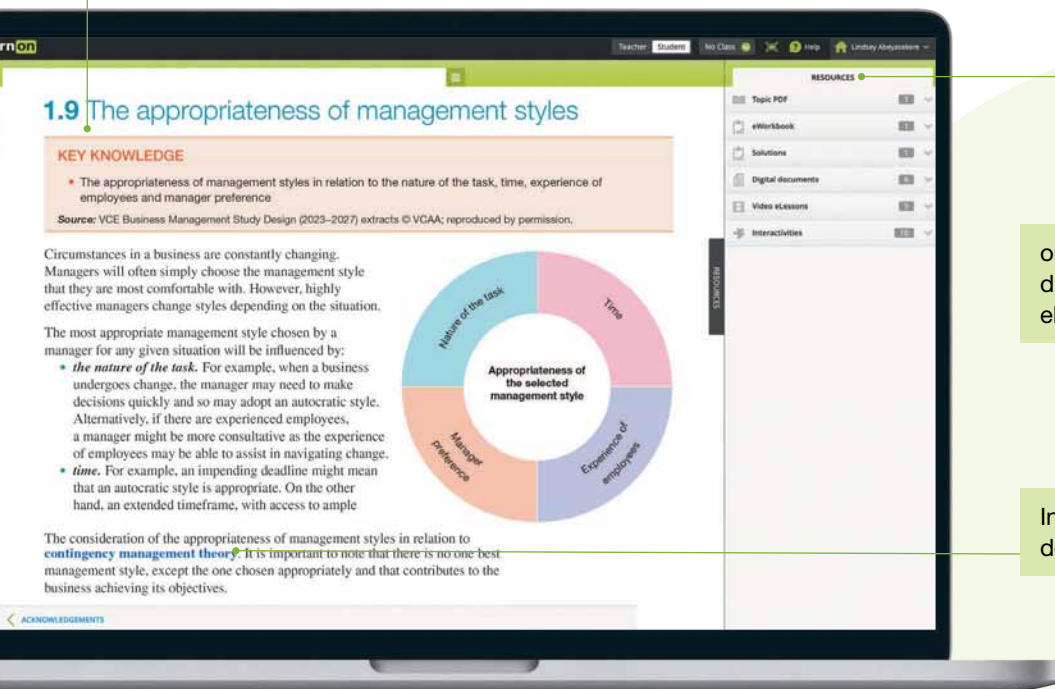 rn on
Teacher Student No Class Help Lindsay Abeyasekere
1.9 The appropriateness of management styles
KEY KNOWLEDGE
• The appropriateness of management styles in relation to the nature of the task, time, experience of
employees and manager preference
Source: VCE Business Management Study Design (2023–2027) extracts © VCAA; reproduced by permission.
Circumstances in a business are constantly changing.
Managers will often simply choose the management style
that they are most comfortable with. However, highly
effective managers change styles depending on the situation.
The most appropriate management style chosen by a
manager for any given situation will be influenced by:
• the nature of the task. For example, when a business
undergoes change, the manager may need to make
decisions quickly and so may adopt an autocratic style.
Alternatively, if there are experienced employees,
a manager might be more consultative as the experience
of employees may be able to assist in navigating change.
• time. For example, an impending deadline might mean
that an autocratic style is appropriate. On the other
hand, an extended timeframe, with access to ample
Nature of the task
Time
Appropriateness of
the selected
management style
Manager
preference
Experience of
employees
The consideration of the appropriateness of management styles in relation to
contingency management theory. It is important to note that there is no one best
management style, except the one chosen appropriately and that contributes to the
business achieving its objectives.
ACKNOWLEDGEMENTS
RESOURCES
RESOURCES
Topic PDF 1
eWorkbook 1
Solutions 1
Digital documents
Video eLessons
Interactivities
o
d
el
In
d